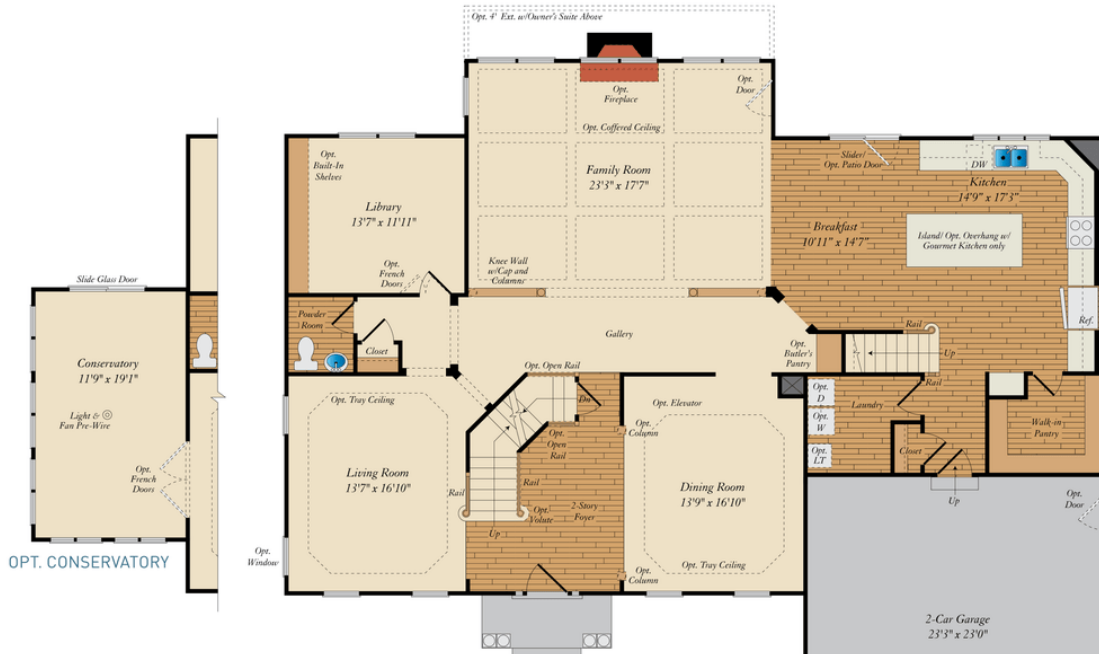 Opt. 4' Ext. w/Owner's Suite Above
Opt.
Fireplace
Opt.
Door
Opt. Coffered Ceiling
Family Room
23'3" x 17'7"
Opt.
Built-In
Shelves
Library
13'7" x 11'11"
Opt.
French
Doors
Knee Wall
w/Cap and
Columns
Slider/
Opt. Patio Door
DW
Kitchen
14'9" x 17'3"
Breakfast
10'11" x 14'7"
Island/ Opt. Overhang w/
Gourmet Kitchen only
Ref.
Slide Glass Door
Conservatory
11'9" x 19'1"
Light &
Fan Pre-Wire
Opt.
French
Doors
OPT. CONSERVATORY
Powder
Room
Closet
Gallery
Opt.
Butler's
Pantry
Rail
Up
Rail
Opt. Open Rail
Opt. Tray Ceiling
Living Room
13'7" x 16'10"
Dn
Opt.
Open
Rail
Rail
Rail
Opt.
Volute
Up
2-Story
Foyer
Opt. Elevator
Opt.
Column
Dining Room
13'9" x 16'10"
Opt. Tray Ceiling
Opt.
Column
Opt.
Window
Opt.
D
Opt.
W
Opt.
LT
Laundry
Closet
Walk-in
Pantry
Up
Opt.
Door
2-Car Garage
23'3" x 23'0"